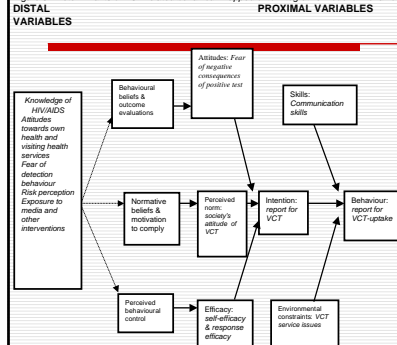 DISTAL
VARIABLES
PROXIMAL VARIABLES
Attitudes: Fear
of negative
consequences
of positive test
Behavioural
beliefs &
outcome
evaluations
Skills:
Communication
skills
Knowledge of
HIV/AIDS
Attitudes
towards own
health and
visiting health
services
Fear of
detection
behaviour
Risk perception
Exposure to
media and
other
interventions
Normative
beliefs &
motivation
to comply
Perceived
norm:
society's
attitude of
VCT
Intention:
report for
VCT
Behaviour:
report for
VCT-uptake
Perceived
behavioural
control
Efficacy:
self-efficacy
& response
efficacy
Environmental
constraints: VCT
service issues